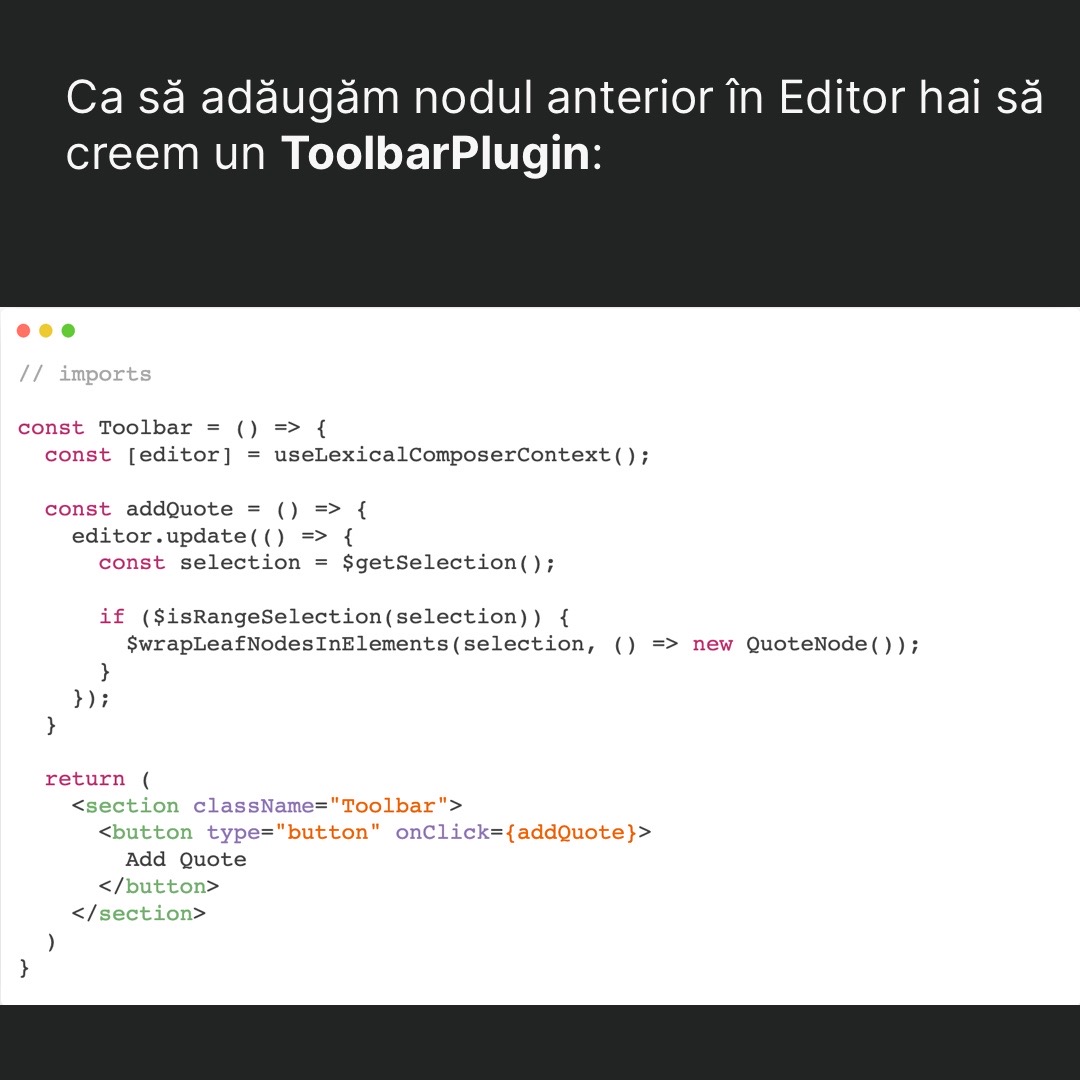 Ca să adăugăm nodul anterior în Editor hai să
creem un ToolbarPlugin:
// imports
const Toolbar = () => {
const [editor] = useLexicalComposerContext();
const addQuote = () => {
editor.update(() => {
const selection = $getSelection();
if ($isRangeSelection(selection)) {
$wrapLeafNodesInElements(selection, () => new QuoteNode());
}
});
}
return (
<section className="Toolbar">
<button type="button" onClick={addQuote}>
Add Quote
</button>
</section>
)
}